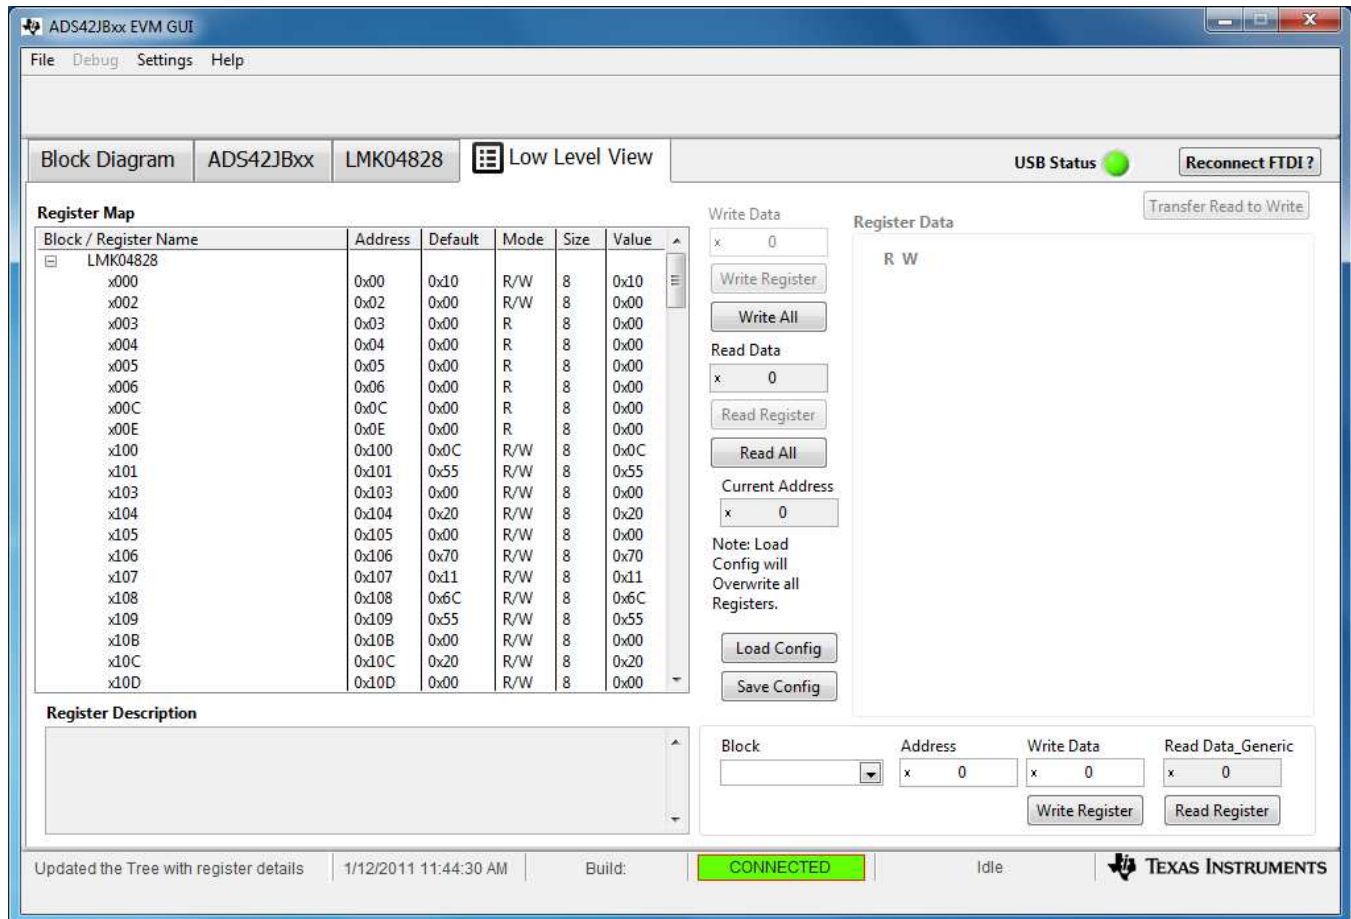 ADS42JBxx EVM GUI
File Debug Settings Help
Block Diagram ADS42JBxx LMK04828 Low Level View USB Status Reconnect FTDI ?
Transfer Read to Write
Register Map
Block / Register Name Address Default Mode Size Value
LMK04828
x000 0x00 0x10 R/W 8 0x10
x002 0x02 0x00 R/W 8 0x00
x003 0x03 0x00 R 8 0x00
x004 0x04 0x00 R 8 0x00
x005 0x05 0x00 R 8 0x00
x006 0x06 0x00 R 8 0x00
x00C 0x0C 0x00 R 8 0x00
x00E 0x0E 0x00 R 8 0x00
x100 0x100 0x0C R/W 8 0x0C
x101 0x101 0x55 R/W 8 0x55
x103 0x103 0x00 R/W 8 0x00
x104 0x104 0x20 R/W 8 0x20
x105 0x105 0x00 R/W 8 0x00
x106 0x106 0x70 R/W 8 0x70
x107 0x107 0x11 R/W 8 0x11
x108 0x108 0x6C R/W 8 0x6C
x109 0x109 0x55 R/W 8 0x55
x10B 0x10B 0x00 R/W 8 0x00
x10C 0x10C 0x20 R/W 8 0x20
x10D 0x10D 0x00 R/W 8 0x00
Write Data
x 0
Write Register
Write All
Read Data
x 0
Read Register
Read All
Current Address
x 0
Note: Load
Config will
Overwrite all
Registers.
Load Config
Save Config
Register Data
R W
Register Description
Block Address Write Data Read Data_Generic
x 0 x 0 x 0
Write Register Read Register
Updated the Tree with register details 1/12/2011 11:44:30 AM Build: CONNECTED Idle TEXAS INSTRUMENTS